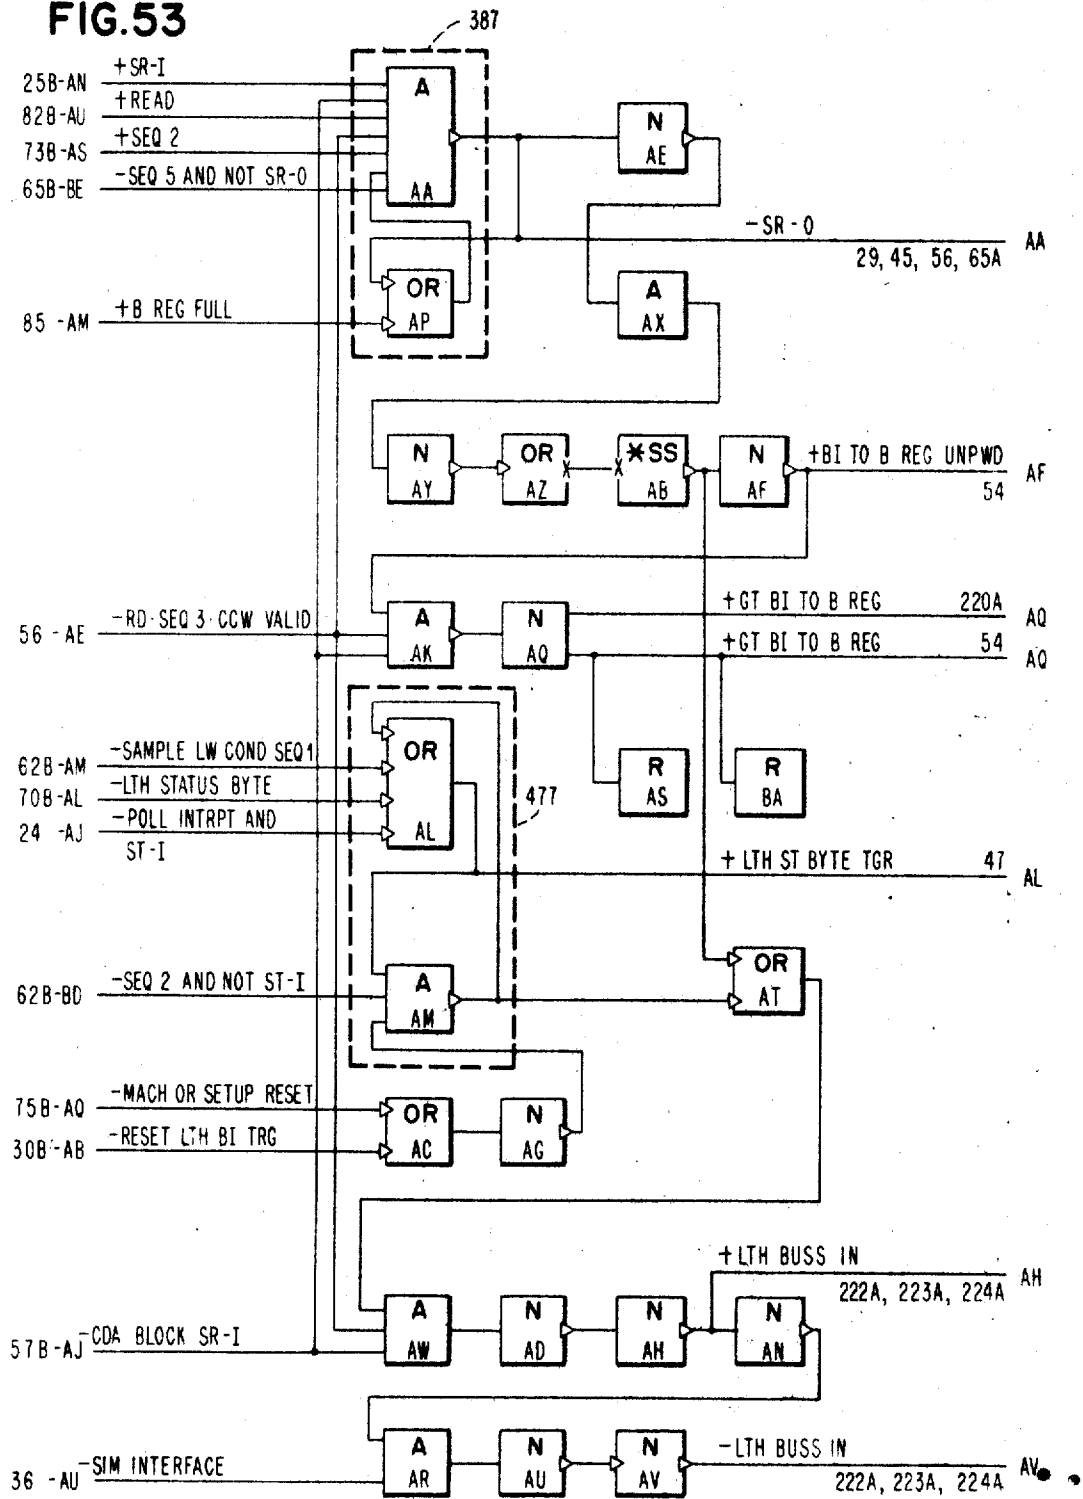 FIG.53
387
25B-AN +SR-I
82B-AU +READ
73B-AS +SEQ 2
65B-BE -SEQ 5 AND NOT SR-O
A
AA
N
AE
-SR-O
29, 45, 56, 65A AA
OR
AP
A
AX
85 -AM +B REG FULL
N
AY
OR
AZ
*SS
AB
N
AF
+BI TO B REG UNPWD
54 AF
56 -AE -RD·SEQ 3·CCW VALID
A
AK
N
AQ
+GT BI TO B REG 220A AQ
+GT BI TO B REG 54 AQ
R
AS
R
BA
62B-AM -SAMPLE LW COND SEQ1
70B-AL -LTH STATUS BYTE
24 -AJ -POLL INTRPT AND
ST-I
OR
AL
477
+LTH ST BYTE TGR 47 AL
62B-BD -SEQ 2 AND NOT ST-I
A
AM
OR
AT
75B-AQ -MACH OR SETUP RESET
30B-AB -RESET LTH BI TRG
OR
AC
N
AG
+LTH BUSS IN
222A, 223A, 224A AH
57B-AJ -CDA BLOCK SR-I
A
AW
N
AD
N
AH
N
AN
36 -AU -SIM INTERFACE
A
AR
N
AU
N
AV
-LTH BUSS IN
222A, 223A, 224A AV